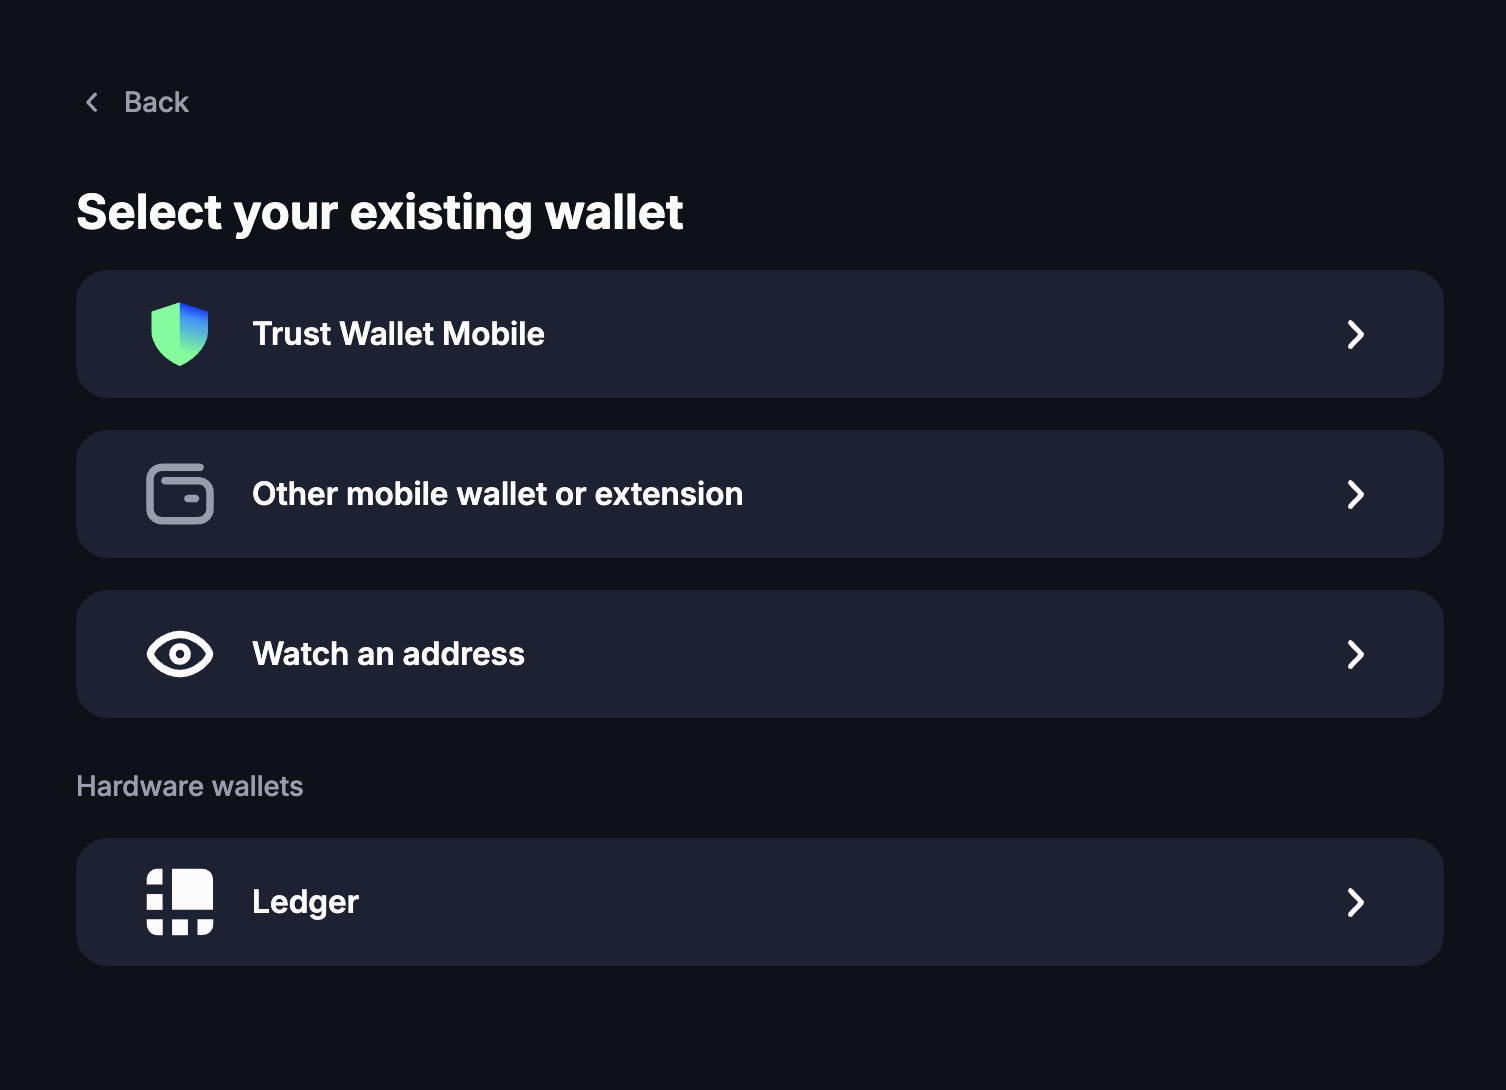 Back
Select your existing wallet
Trust Wallet Mobile
Other mobile wallet or extension
Watch an address
Hardware wallets
Ledger